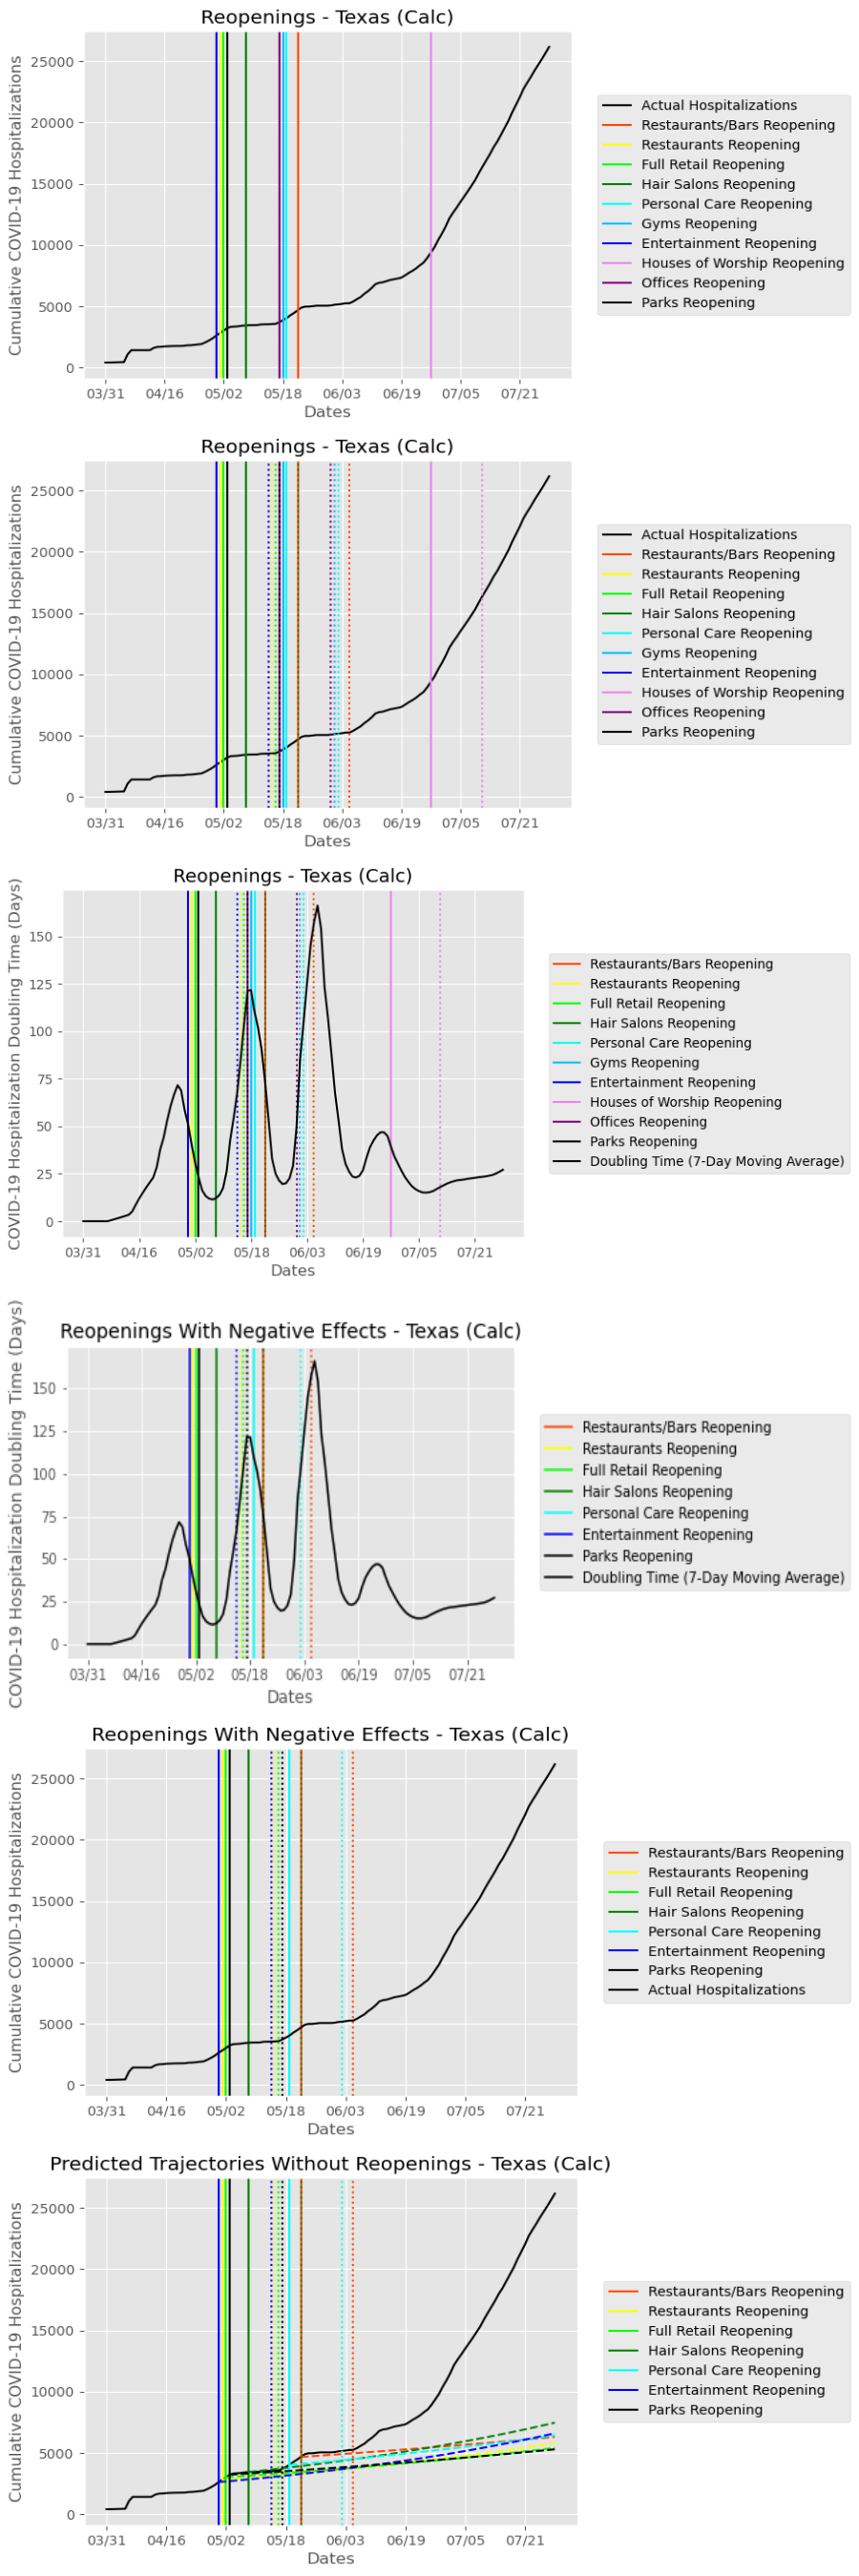 Reopenings - Texas (Calc)
Cumulative COVID-19 Hospitalizations
25000
20000
15000
10000
5000
0
03/31 04/16 05/02 05/18 06/03 06/19 07/05 07/21
Dates
Actual Hospitalizations
Restaurants/Bars Reopening
Restaurants Reopening
Full Retail Reopening
Hair Salons Reopening
Personal Care Reopening
Gyms Reopening
Entertainment Reopening
Houses of Worship Reopening
Offices Reopening
Parks Reopening
Reopenings - Texas (Calc)
Cumulative COVID-19 Hospitalizations
25000
20000
15000
10000
5000
0
03/31 04/16 05/02 05/18 06/03 06/19 07/05 07/21
Dates
Actual Hospitalizations
Restaurants/Bars Reopening
Restaurants Reopening
Full Retail Reopening
Hair Salons Reopening
Personal Care Reopening
Gyms Reopening
Entertainment Reopening
Houses of Worship Reopening
Offices Reopening
Parks Reopening
Reopenings - Texas (Calc)
COVID-19 Hospitalization Doubling Time (Days)
150
125
100
75
50
25
0
03/31 04/16 05/02 05/18 06/03 06/19 07/05 07/21
Dates
Restaurants/Bars Reopening
Restaurants Reopening
Full Retail Reopening
Hair Salons Reopening
Personal Care Reopening
Gyms Reopening
Entertainment Reopening
Houses of Worship Reopening
Offices Reopening
Parks Reopening
Doubling Time (7-Day Moving Average)
Reopenings With Negative Effects - Texas (Calc)
COVID-19 Hospitalization Doubling Time (Days)
150
125
100
75
50
25
0
03/31 04/16 05/02 05/18 06/03 06/19 07/05 07/21
Dates
Restaurants/Bars Reopening
Restaurants Reopening
Full Retail Reopening
Hair Salons Reopening
Personal Care Reopening
Entertainment Reopening
Parks Reopening
Doubling Time (7-Day Moving Average)
Reopenings With Negative Effects - Texas (Calc)
Cumulative COVID-19 Hospitalizations
25000
20000
15000
10000
5000
0
03/31 04/16 05/02 05/18 06/03 06/19 07/05 07/21
Dates
Restaurants/Bars Reopening
Restaurants Reopening
Full Retail Reopening
Hair Salons Reopening
Personal Care Reopening
Entertainment Reopening
Parks Reopening
Actual Hospitalizations
Predicted Trajectories Without Reopenings - Texas (Calc)
Cumulative COVID-19 Hospitalizations
25000
20000
15000
10000
5000
0
03/31 04/16 05/02 05/18 06/03 06/19 07/05 07/21
Dates
Restaurants/Bars Reopening
Restaurants Reopening
Full Retail Reopening
Hair Salons Reopening
Personal Care Reopening
Entertainment Reopening
Parks Reopening